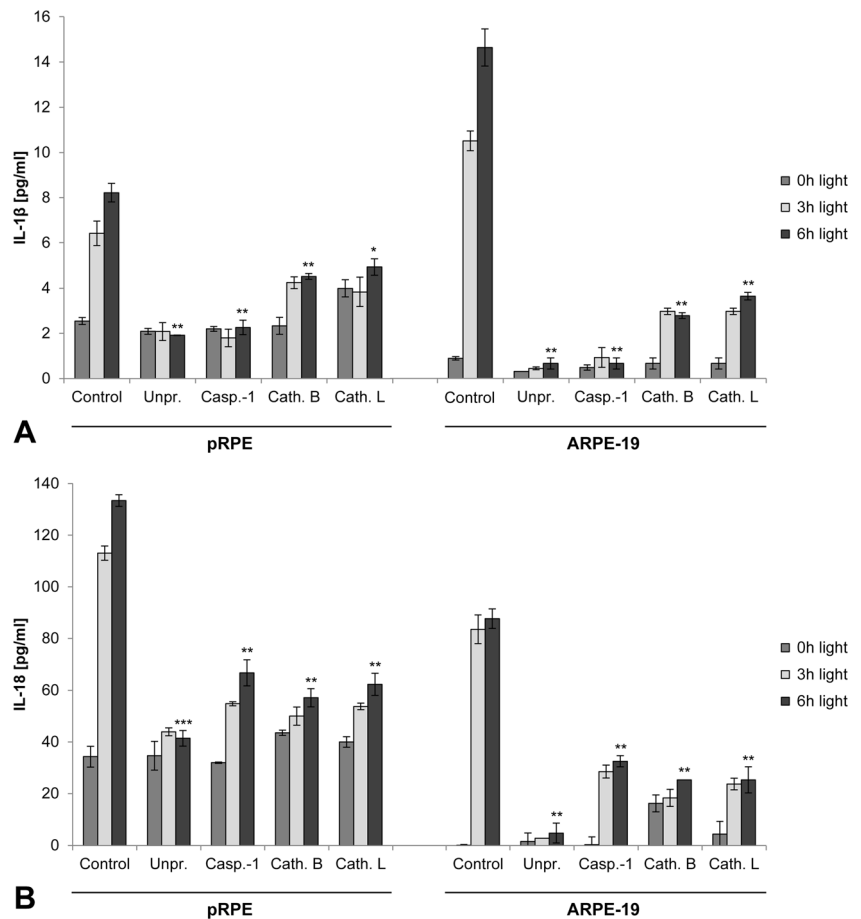 16
14
12
10
8
6
4
2
0
IL-1β [pg/ml]
** ** ** * ** ** ** **
0h light
3h light
6h light
Control Unpr. Casp.-1 Cath. B Cath. L Control Unpr. Casp.-1 Cath. B Cath. L
A
pRPE ARPE-19
140
120
100
80
60
40
20
0
IL-18 [pg/ml]
*** ** ** ** ** ** ** **
0h light
3h light
6h light
Control Unpr. Casp.-1 Cath. B Cath. L Control Unpr. Casp.-1 Cath. B Cath. L
B
pRPE ARPE-19